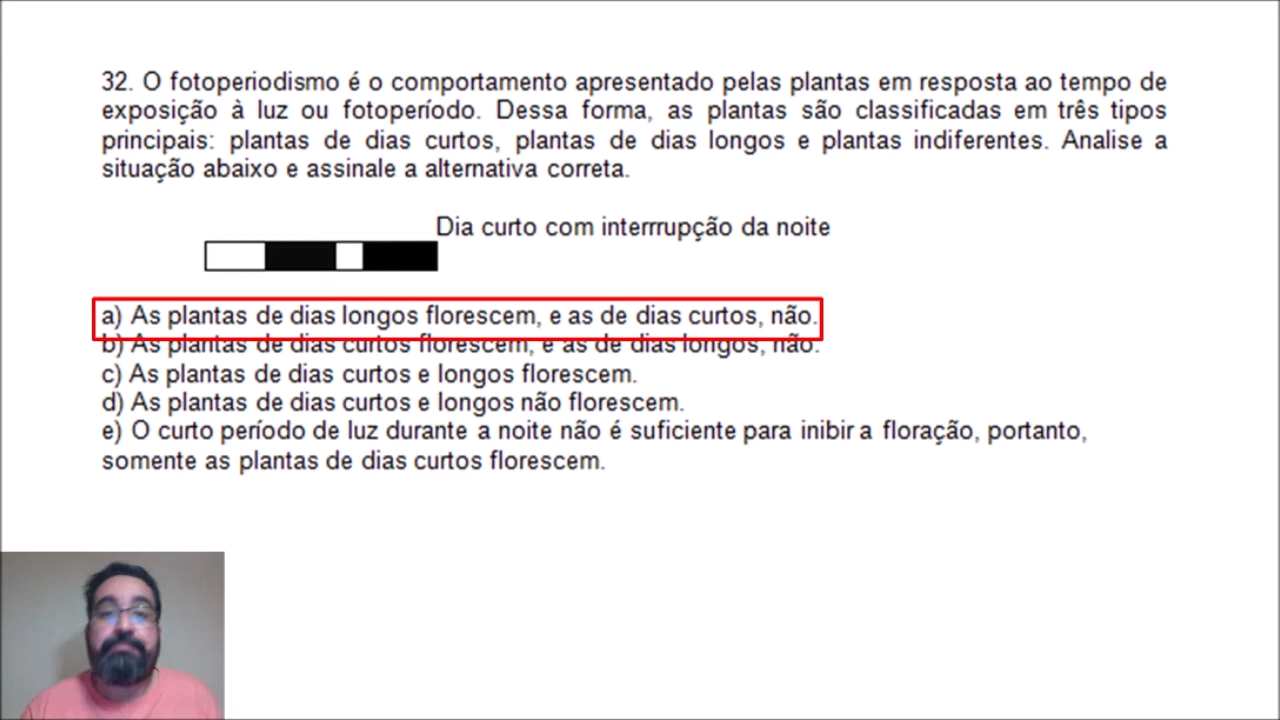 32. O fotoperiodismo é o comportamento apresentado pelas plantas em resposta ao tempo de
exposição à luz ou fotoperíodo. Dessa forma, as plantas são classificadas em três tipos
principais: plantas de dias curtos, plantas de dias longos e plantas indiferentes. Analise a
situação abaixo e assinale a alternativa correta.
Dia curto com interrrupção da noite
a) As plantas de dias longos florescem, e as de dias curtos, não.
b) As plantas de dias curtos florescem, e as de dias longos, não.
c) As plantas de dias curtos e longos florescem.
d) As plantas de dias curtos e longos não florescem.
e) O curto período de luz durante a noite não é suficiente para inibir a floração, portanto,
somente as plantas de dias curtos florescem.